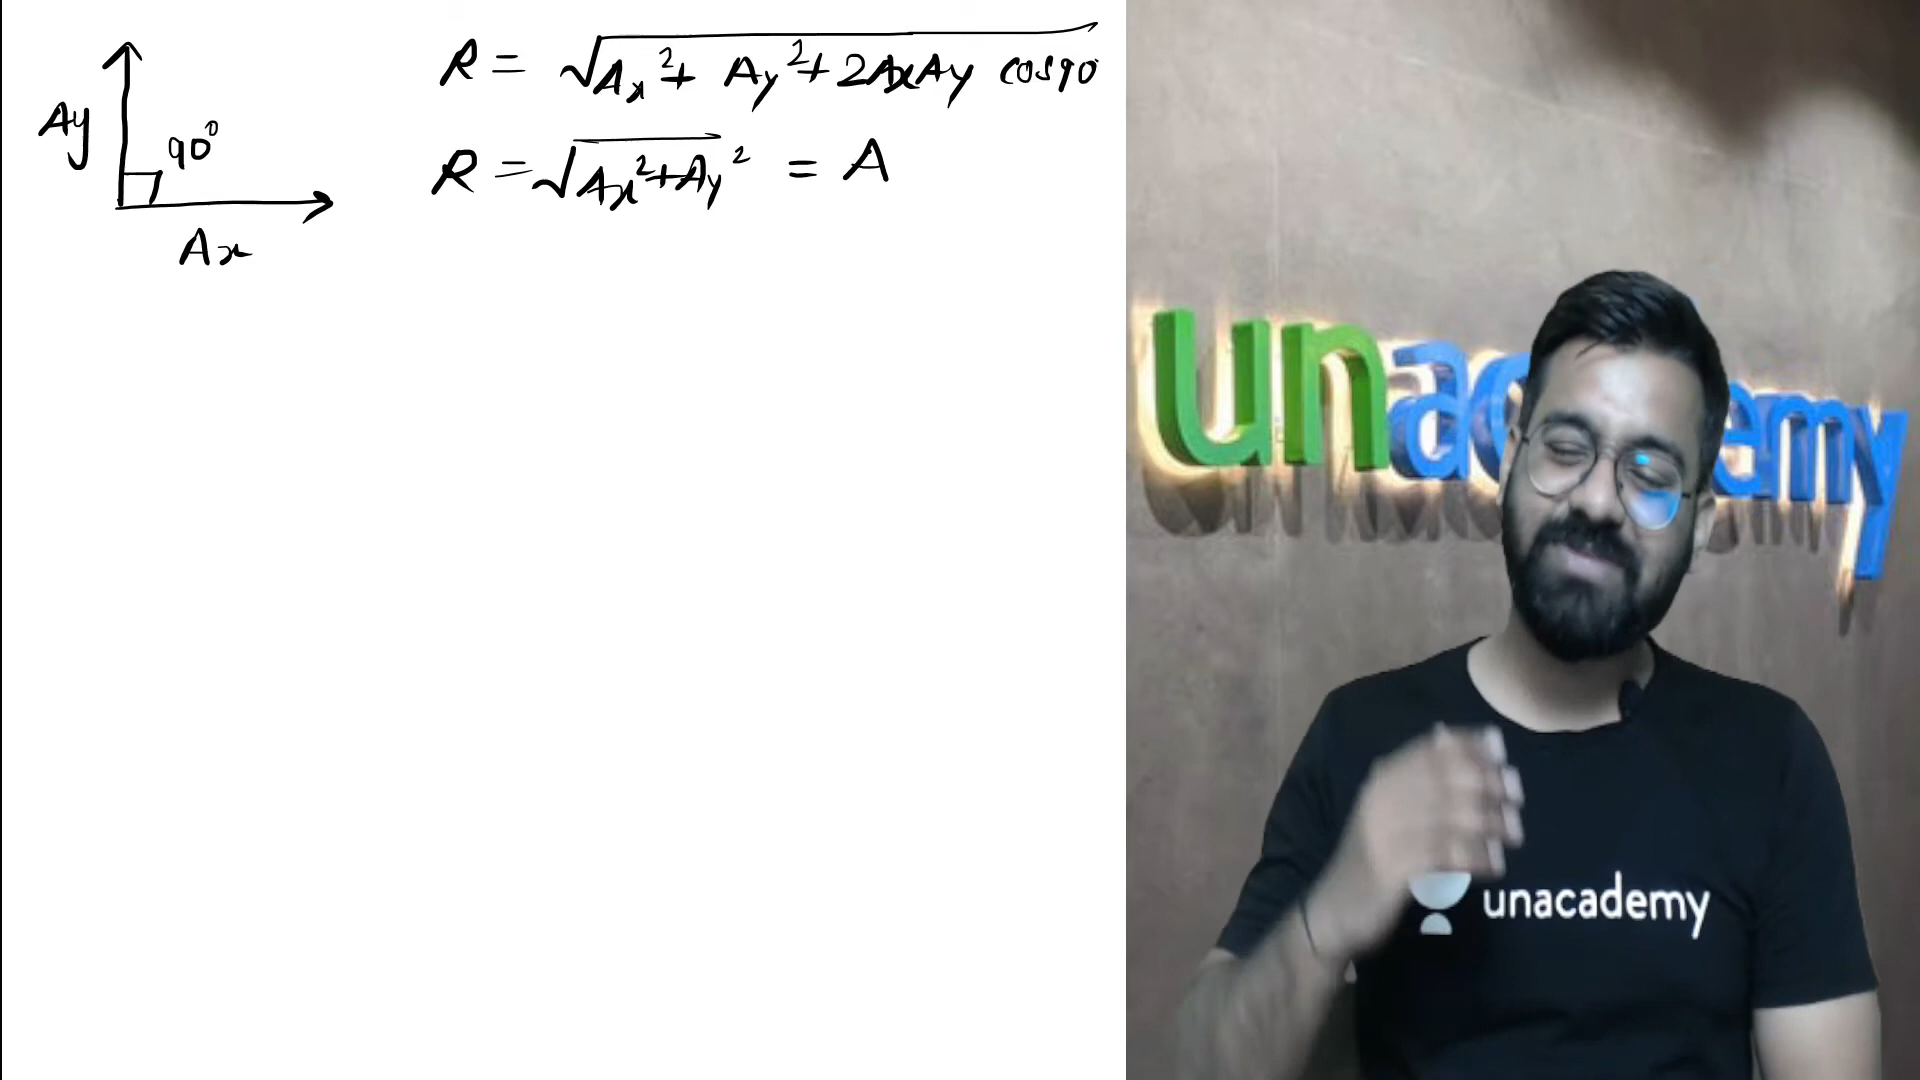 Ay
90°
Ax
R = √Ax² + Ay² + 2AxAy cos90
R = √Ax² + Ay² = A
unacademy
unacademy